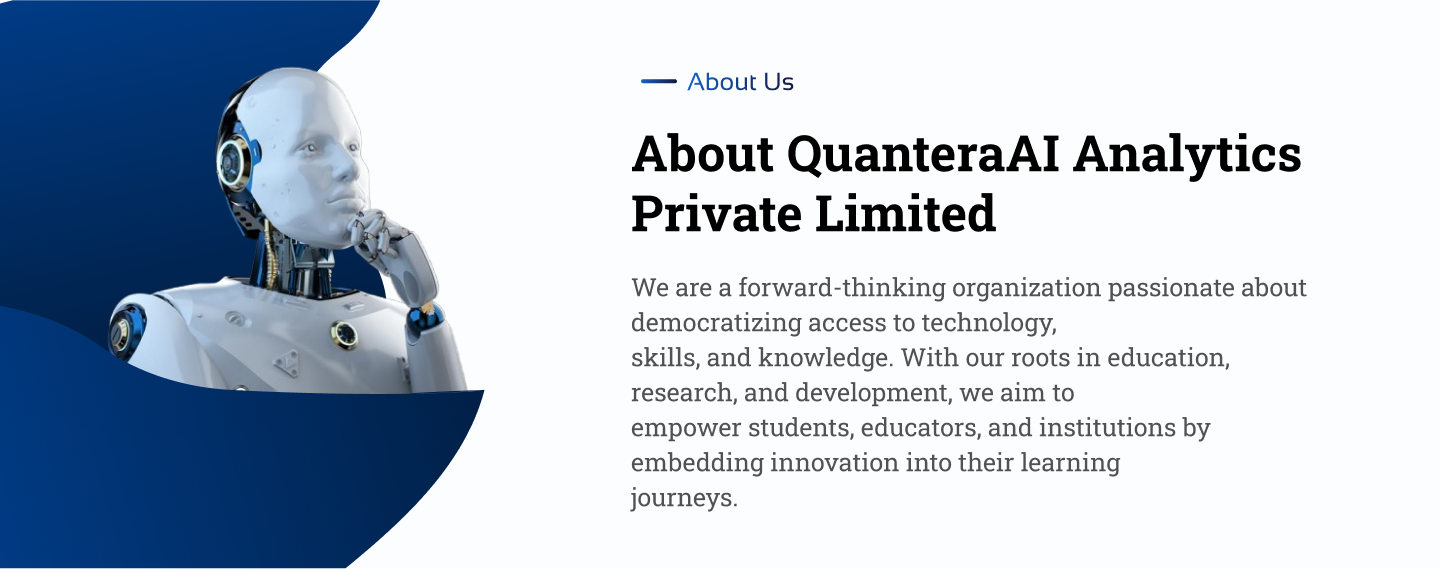 About Us
About QuanteraAI Analytics
Private Limited
We are a forward-thinking organization passionate about
democratizing access to technology,
skills, and knowledge. With our roots in education,
research, and development, we aim to
empower students, educators, and institutions by
embedding innovation into their learning
journeys.